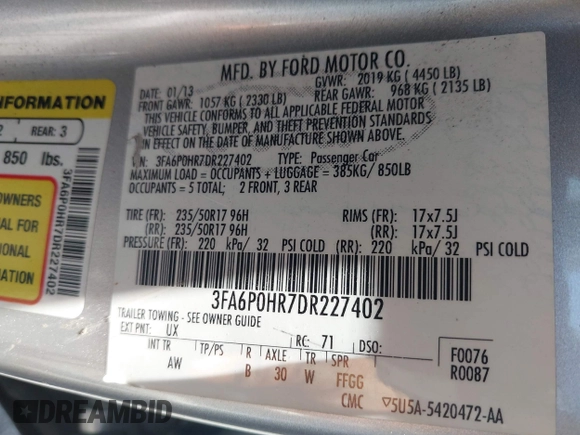 MFD. BY FORD MOTOR CO.
DATE: 01/13
GVWR: 2019 KG ( 4450 LB)
FRONT GAWR: 1057 KG ( 2330 LB)
REAR GAWR: 968 KG ( 2135 LB)
THIS VEHICLE CONFORMS TO ALL APPLICABLE FEDERAL MOTOR
VEHICLE SAFETY, BUMPER, AND THEFT PREVENTION STANDARDS
IN EFFECT ON THE DATE OF MANUFACTURE SHOWN ABOVE.
VIN: 3FA6P0HR7DR227402 TYPE: Passenger Car
MAXIMUM LOAD = OCCUPANTS + LUGGAGE = 385KG/ 850LB
OCCUPANTS = 5 TOTAL; 2 FRONT, 3 REAR
TIRE (FR): 235/50R17 96H RIMS (FR): 17x7.5J
(RR): 235/50R17 96H (RR): 17x7.5J
PRESSURE (FR): 220 kPa/ 32 PSI COLD (RR): 220 kPa/ 32 PSI COLD
3FA6P0HR7DR227402
TRAILER TOWING - SEE OWNER GUIDE
EXT PNT: UX RC: 71 DSO:
F0076
R0087
INT TR TP/PS R AXLE TR SPR
AW B 30 W FFGG
CMC
▽5U5A-5420472-AA
INFORMATION
2 REAR: 3
850 lbs.
OWNERS
UAL FOR
IONAL
ATION
3FA6P0HR7DR227402
DREAMBID